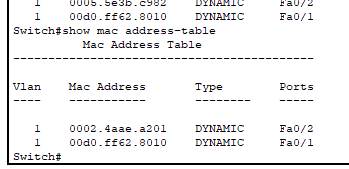 1    0005.5e3b.c982    DYNAMIC     Fa0/2
1    00d0.ff62.8010    DYNAMIC     Fa0/1
Switch#show mac address-table
Mac Address Table
-------------------------------------------
Vlan    Mac Address       Type        Ports
----    -----------       --------    -----
1    0002.4aae.a201    DYNAMIC     Fa0/2
1    00d0.ff62.8010    DYNAMIC     Fa0/1
Switch#